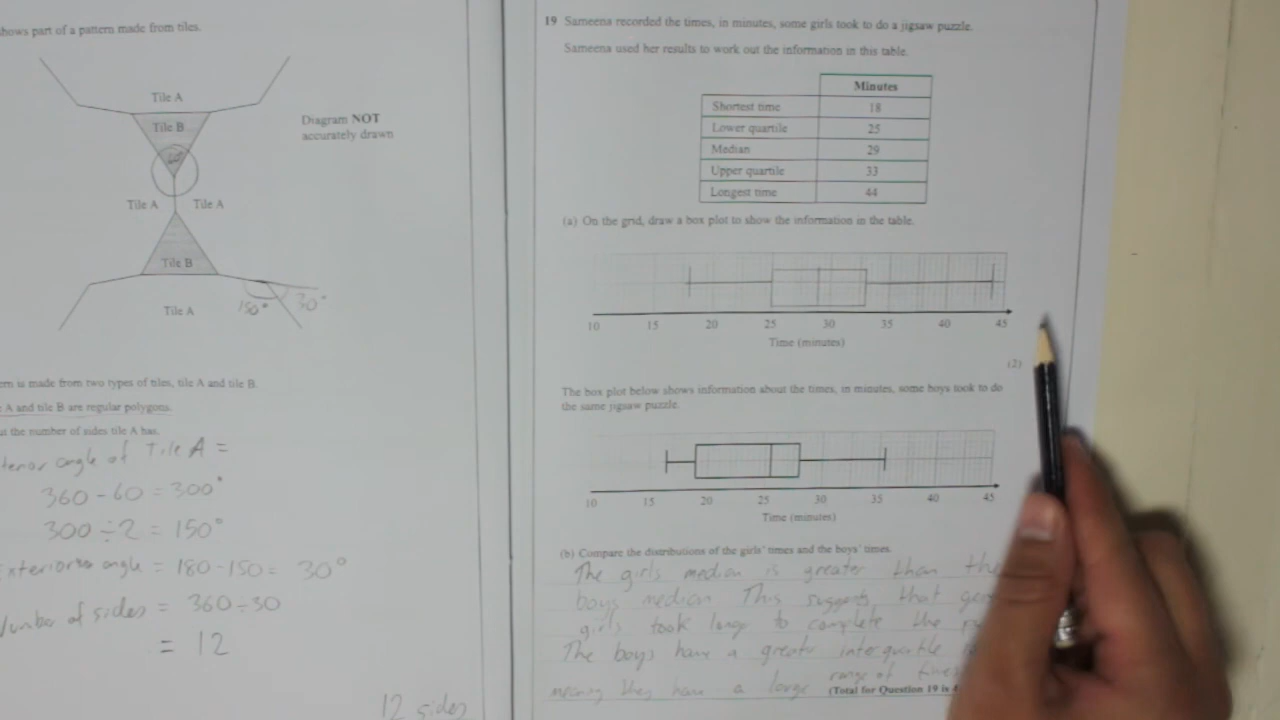 hows part of a pattern made from tiles.
Tile A
Diagram NOT
accurately drawn
Tile B
Tile A Tile A
Tile B
Tile A
150° 30°
rn is made from two types of tiles, tile A and tile B.
A and tile B are regular polygons.
t the number of sides tile A has.
terior angle of Tile A =
360 - 60 = 300°
300 ÷ 2 = 150°
Exterior angle = 180 - 150 = 30°
Number of sides = 360 ÷ 30
= 12
12 sides
19 Sameena recorded the times, in minutes, some girls took to do a jigsaw puzzle.
Sameena used her results to work out the information in this table.
Minutes
Shortest time 18
Lower quartile 25
Median 29
Upper quartile 33
Longest time 44
(a) On the grid, draw a box plot to show the information in the table.
10 15 20 25 30 35 40 45
Time (minutes)
(2)
The box plot below shows information about the times, in minutes, some boys took to do
the same jigsaw puzzle.
10 15 20 25 30 35 40 45
Time (minutes)
(b) Compare the distributions of the girls' times and the boys' times.
The girls median is greater than the
boys median. This suggests that
girls took longer to complete the
The boys have a greater interquartile
meaning they have a large range of times
(Total for Question 19 is 4